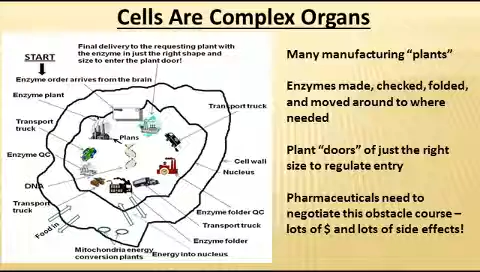 Cells Are Complex Organs
Final delivery to the requesting plant with
the enzyme in just the right shape and
size to enter the plant door!
START
Enzyme order arrives from the brain
Enzyme plant
Transport truck
Transport
truck
Plans
Enzyme QC
Cell wall
Nucleus
DNA
Transport
truck
Enzyme folder QC
Transport truck
Food in
Enzyme folder
Mitochondria energy
conversion plants
Energy into nucleus
Many manufacturing “plants”
Enzymes made, checked, folded,
and moved around to where
needed
Plant “doors” of just the right
size to regulate entry
Pharmaceuticals need to
negotiate this obstacle course –
lots of $ and lots of side effects!